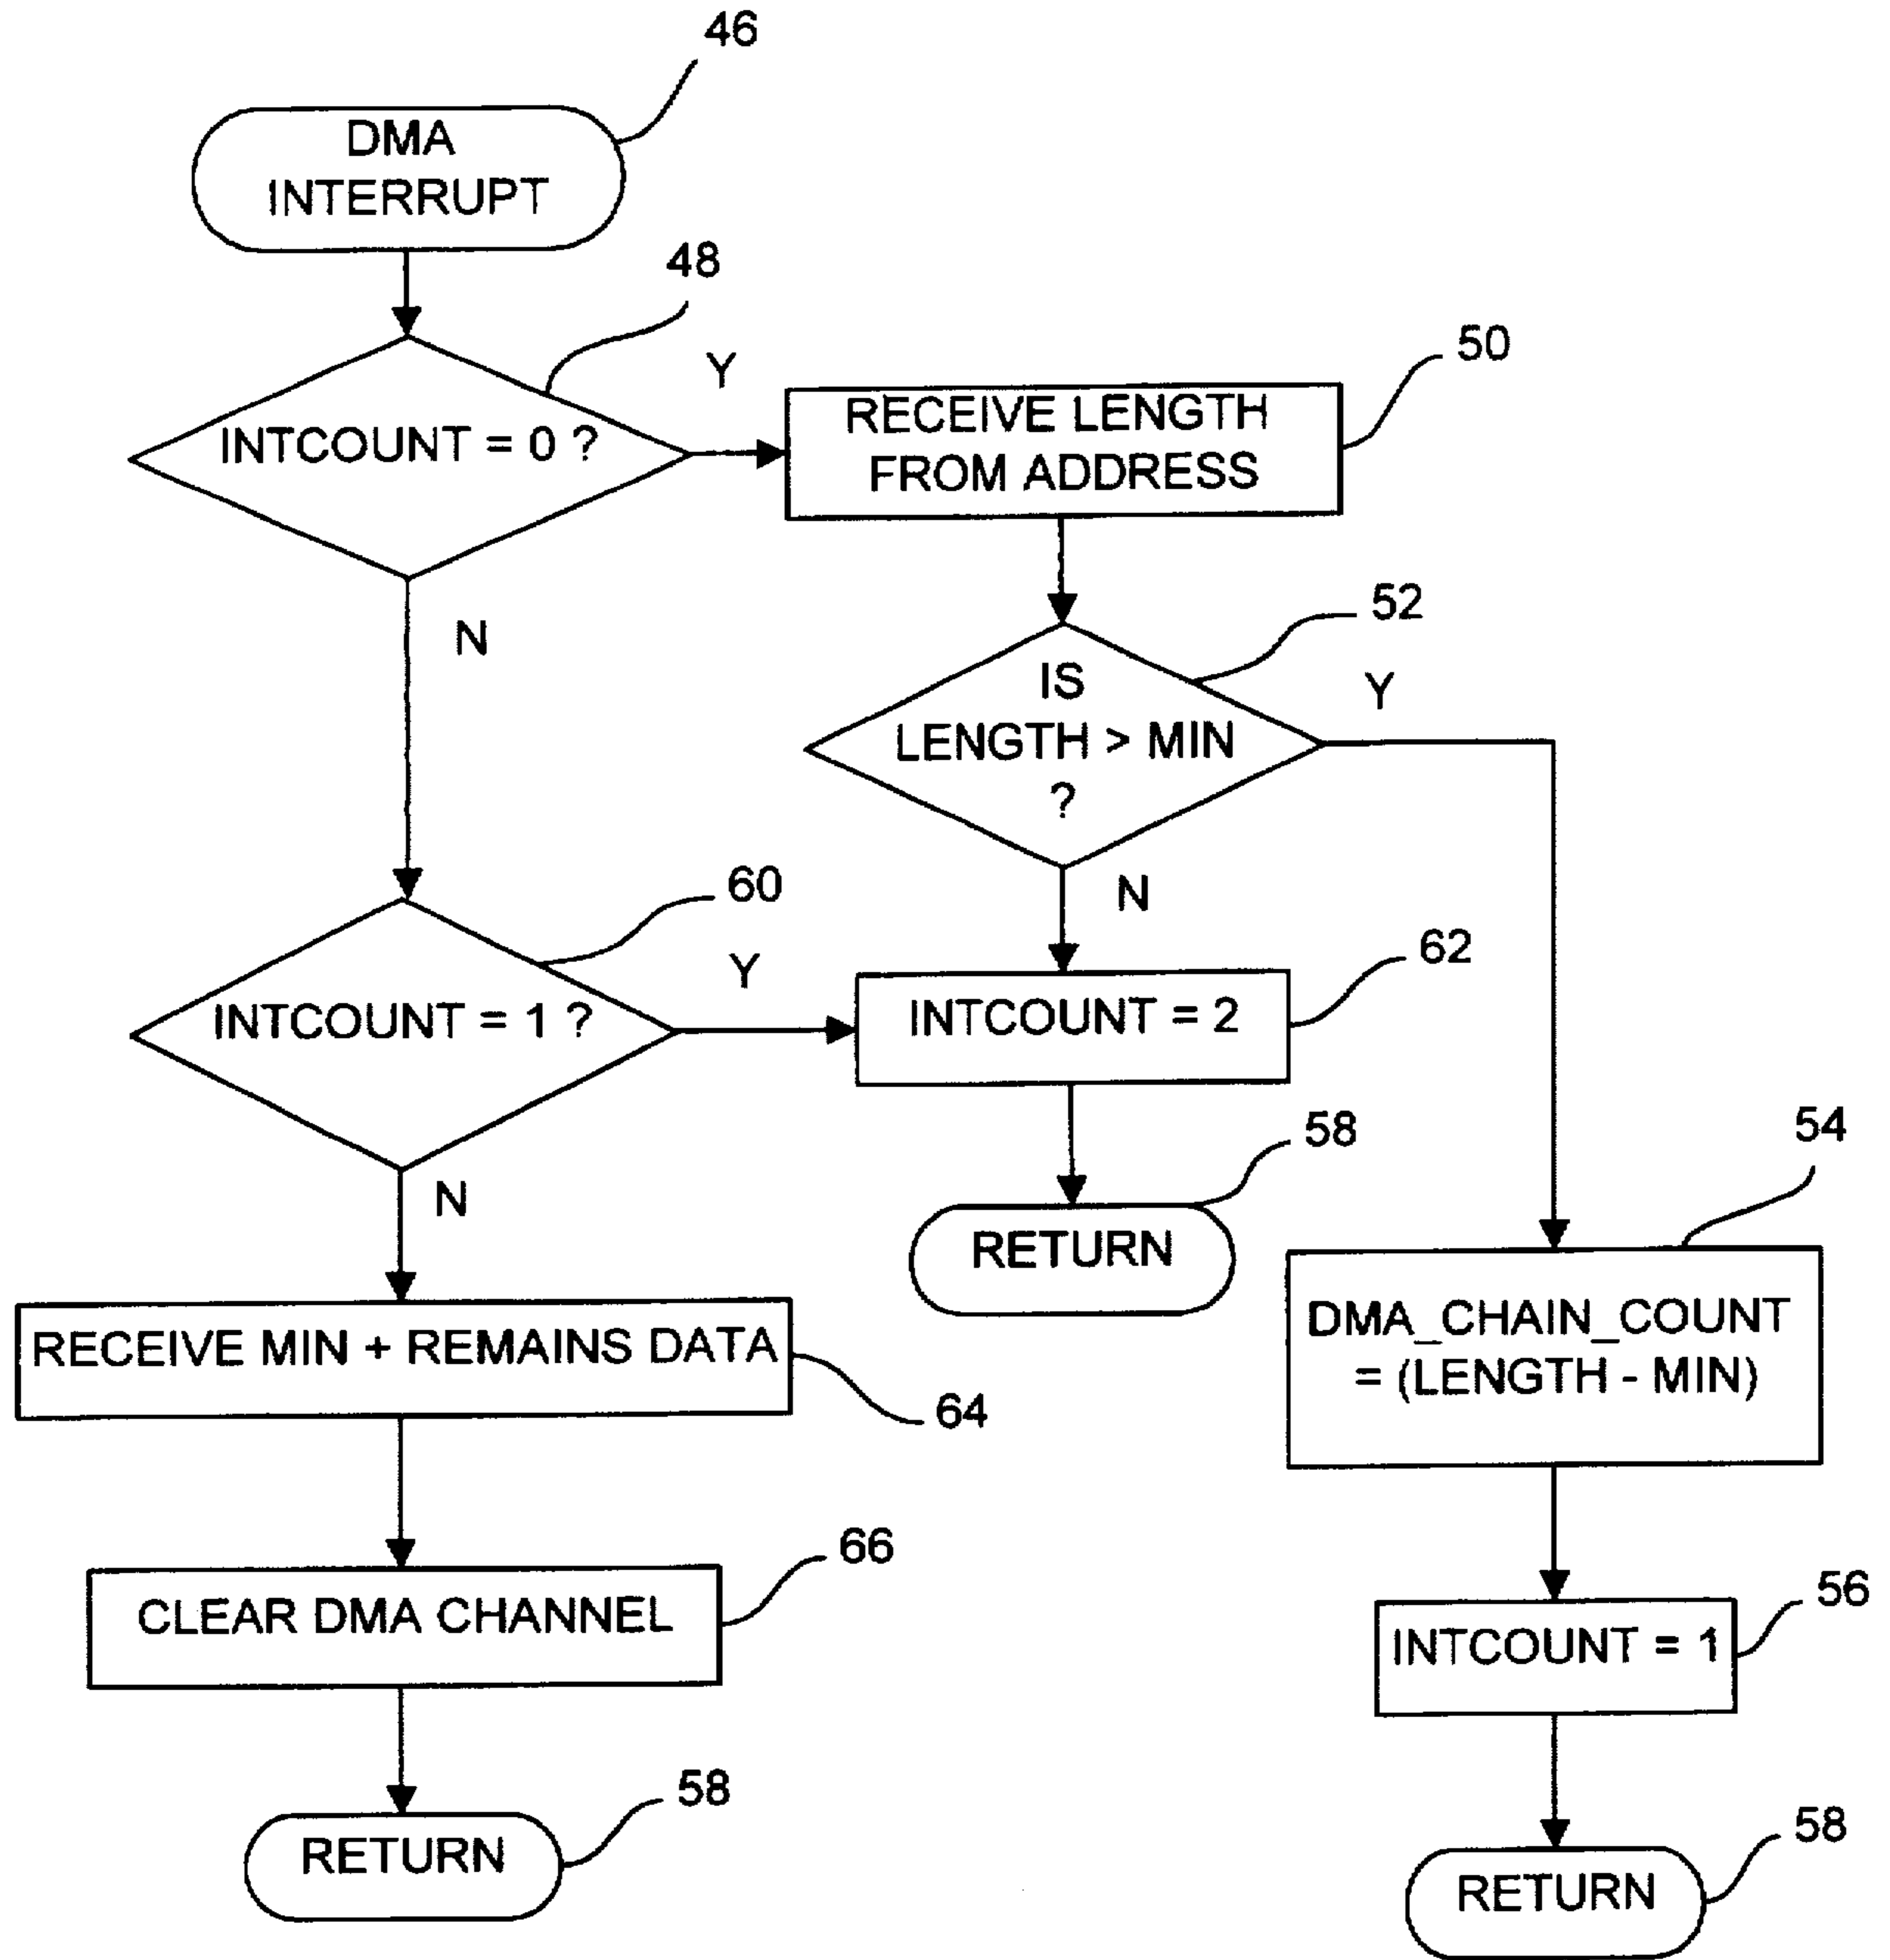 46
DMA
INTERRUPT
48
INTCOUNT = 0 ?
Y
N
50
RECEIVE LENGTH
FROM ADDRESS
52
IS
LENGTH > MIN
?
Y
N
60
INTCOUNT = 1 ?
Y
N
62
INTCOUNT = 2
58
RETURN
54
DMA_CHAIN_COUNT
= (LENGTH - MIN)
RECEIVE MIN + REMAINS DATA
64
66
CLEAR DMA CHANNEL
56
INTCOUNT = 1
58
RETURN
58
RETURN